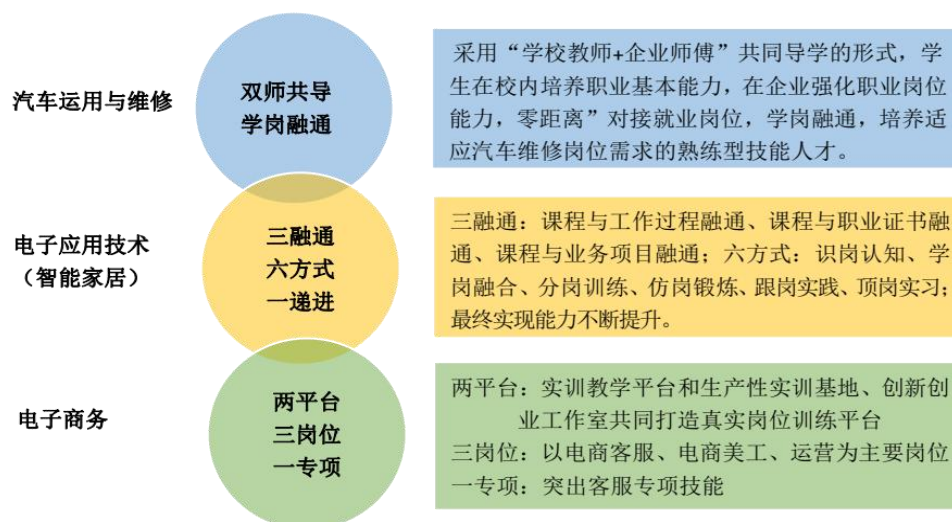 汽车运用与维修
双师共导
学岗融通
采用“学校教师+企业师傅”共同导学的形式，学
生在校内培养职业基本能力，在企业强化职业岗位
能力，零距离”对接就业岗位，学岗融通，培养适
应汽车维修岗位需求的熟练型技能人才。
电子应用技术
（智能家居）
三融通
六方式
一递进
三融通：课程与工作过程融通、课程与职业证书融
通、课程与业务项目融通；六方式：识岗认知、学
岗融合、分岗训练、仿岗锻炼、跟岗实践、顶岗实习；
最终实现能力不断提升。
电子商务
两平台
三岗位
一专项
两平台：实训教学平台和生产性实训基地、创新创
业工作室共同打造真实岗位训练平台
三岗位：以电商客服、电商美工、运营为主要岗位
一专项：突出客服专项技能